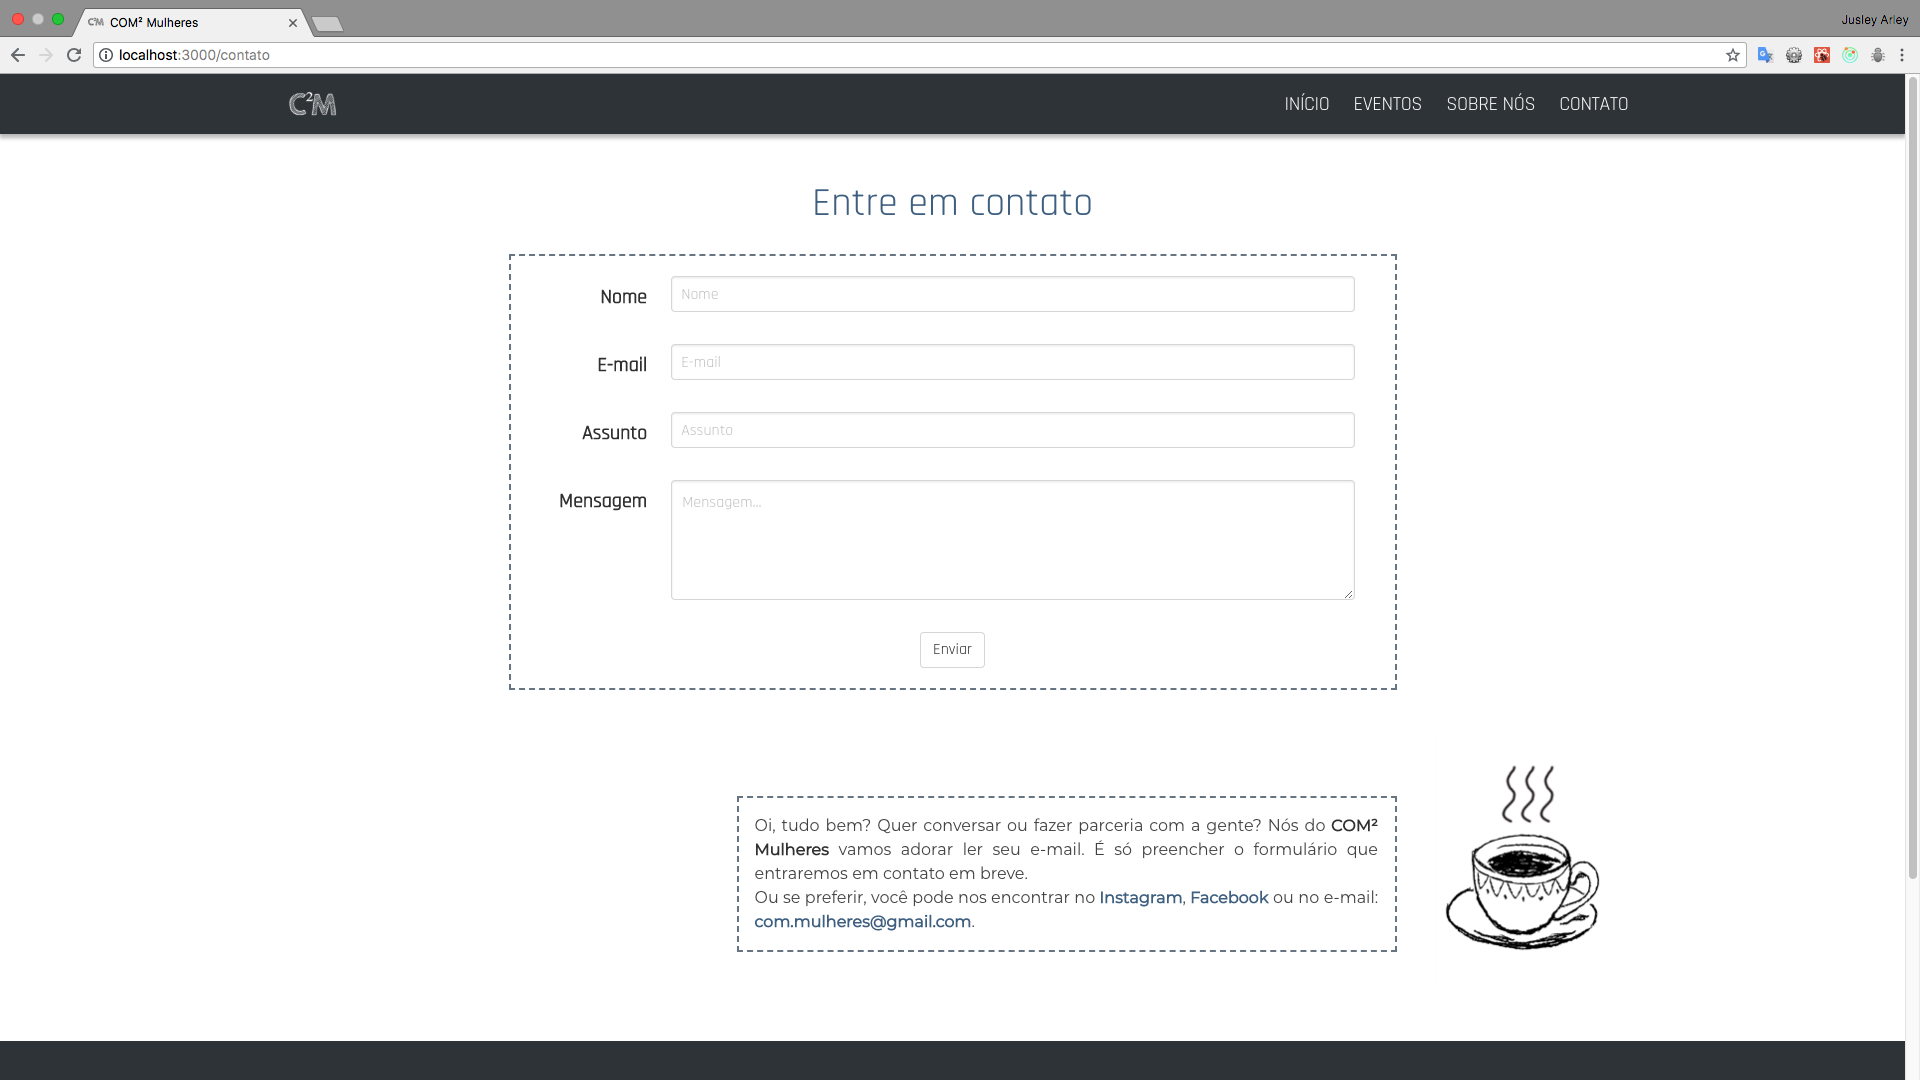 C²M COM² Mulheres
Jusley Arley
localhost:3000/contato
C²M
INÍCIO EVENTOS SOBRE NÓS CONTATO
Entre em contato
Nome Nome
E-mail E-mail
Assunto Assunto
Mensagem Mensagem...
Enviar
Oi, tudo bem? Quer conversar ou fazer parceria com a gente? Nós do COM²
Mulheres vamos adorar ler seu e-mail. É só preencher o formulário que
entraremos em contato em breve.
Ou se preferir, você pode nos encontrar no Instagram, Facebook ou no e-mail:
com.mulheres@gmail.com.